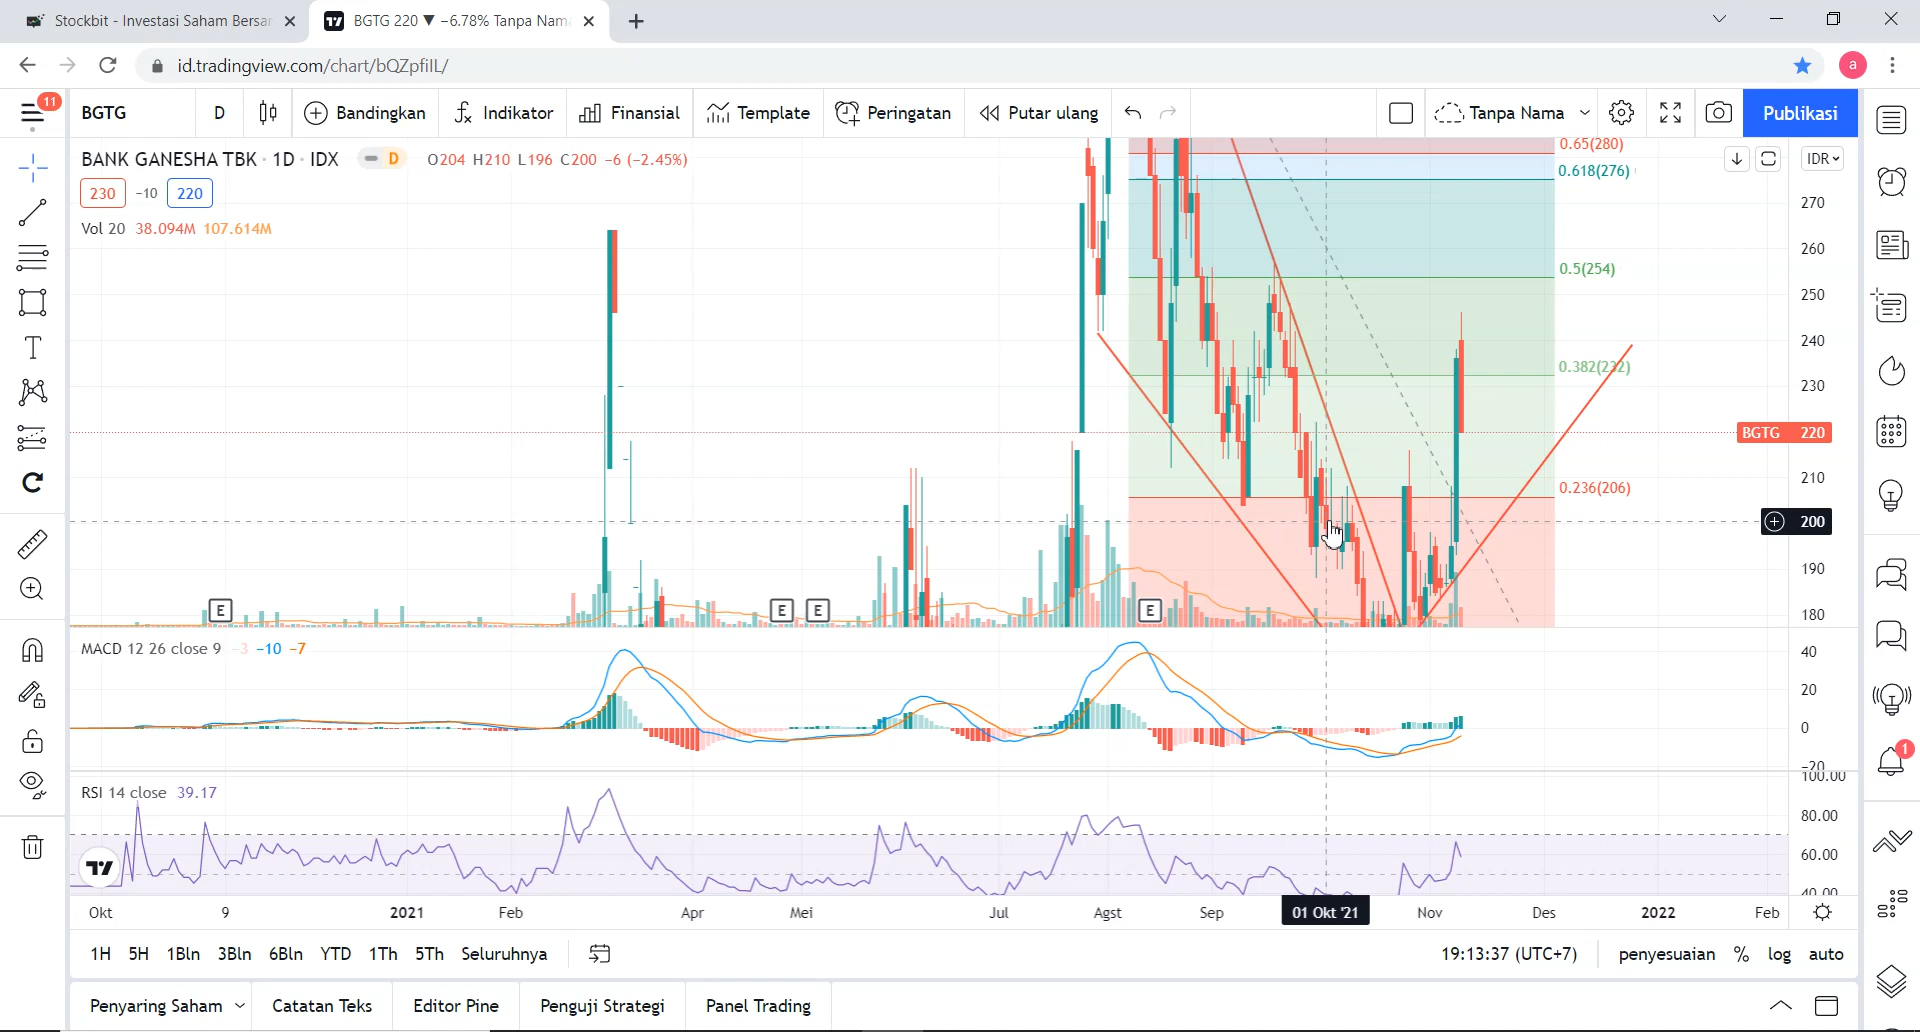 Stockbit - Investasi Saham Bersa
BGTG 220 ▼ −6.78% Tanpa Nam
id.tradingview.com/chart/bQZpfilL/
a
11
BGTG
D
Bandingkan
Indikator
Finansial
Template
Peringatan
Putar ulang
Tanpa Nama
Publikasi
BANK GANESHA TBK · 1D · IDX
D
O204 H210 L196 C200 −6 (−2.45%)
230
−10
220
Vol 20 38.094M 107.614M
IDR
0.65(280)
0.618(276)
0.5(254)
0.382(232)
0.236(206)
270
260
250
240
230
BGTG 220
210
200
190
180
E
E
E
E
MACD 12 26 close 9 −3 −10 −7
40
20
0
−20
RSI 14 close 39.17
100.00
80.00
60.00
40.00
Okt
9
2021
Feb
Apr
Mei
Jul
Agst
Sep
01 Okt '21
Nov
Des
2022
Feb
1
1H
5H
1Bln
3Bln
6Bln
YTD
1Th
5Th
Seluruhnya
19:13:37 (UTC+7)
penyesuaian
%
log
auto
Penyaring Saham
Catatan Teks
Editor Pine
Penguji Strategi
Panel Trading